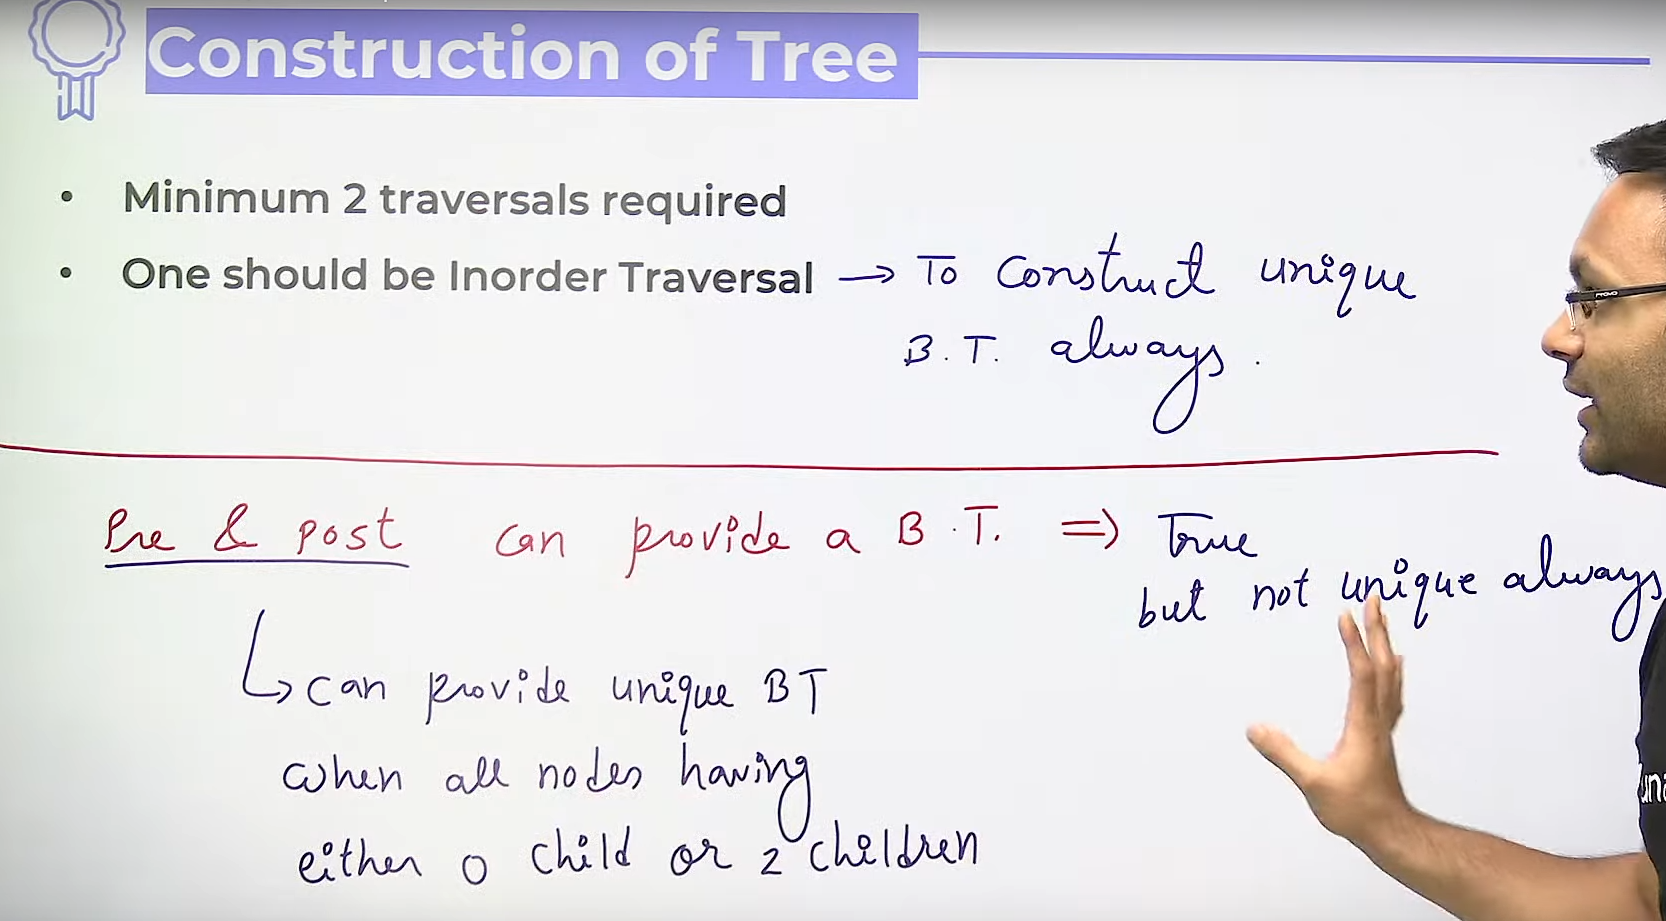 Construction of Tree
• Minimum 2 traversals required
• One should be Inorder Traversal → To Construct unique
B.T. always.
Pre & post can provide a B.T. ⇒ True
but not unique always
↳ can provide unique BT
when all nodes having
either 0 child or 2 children